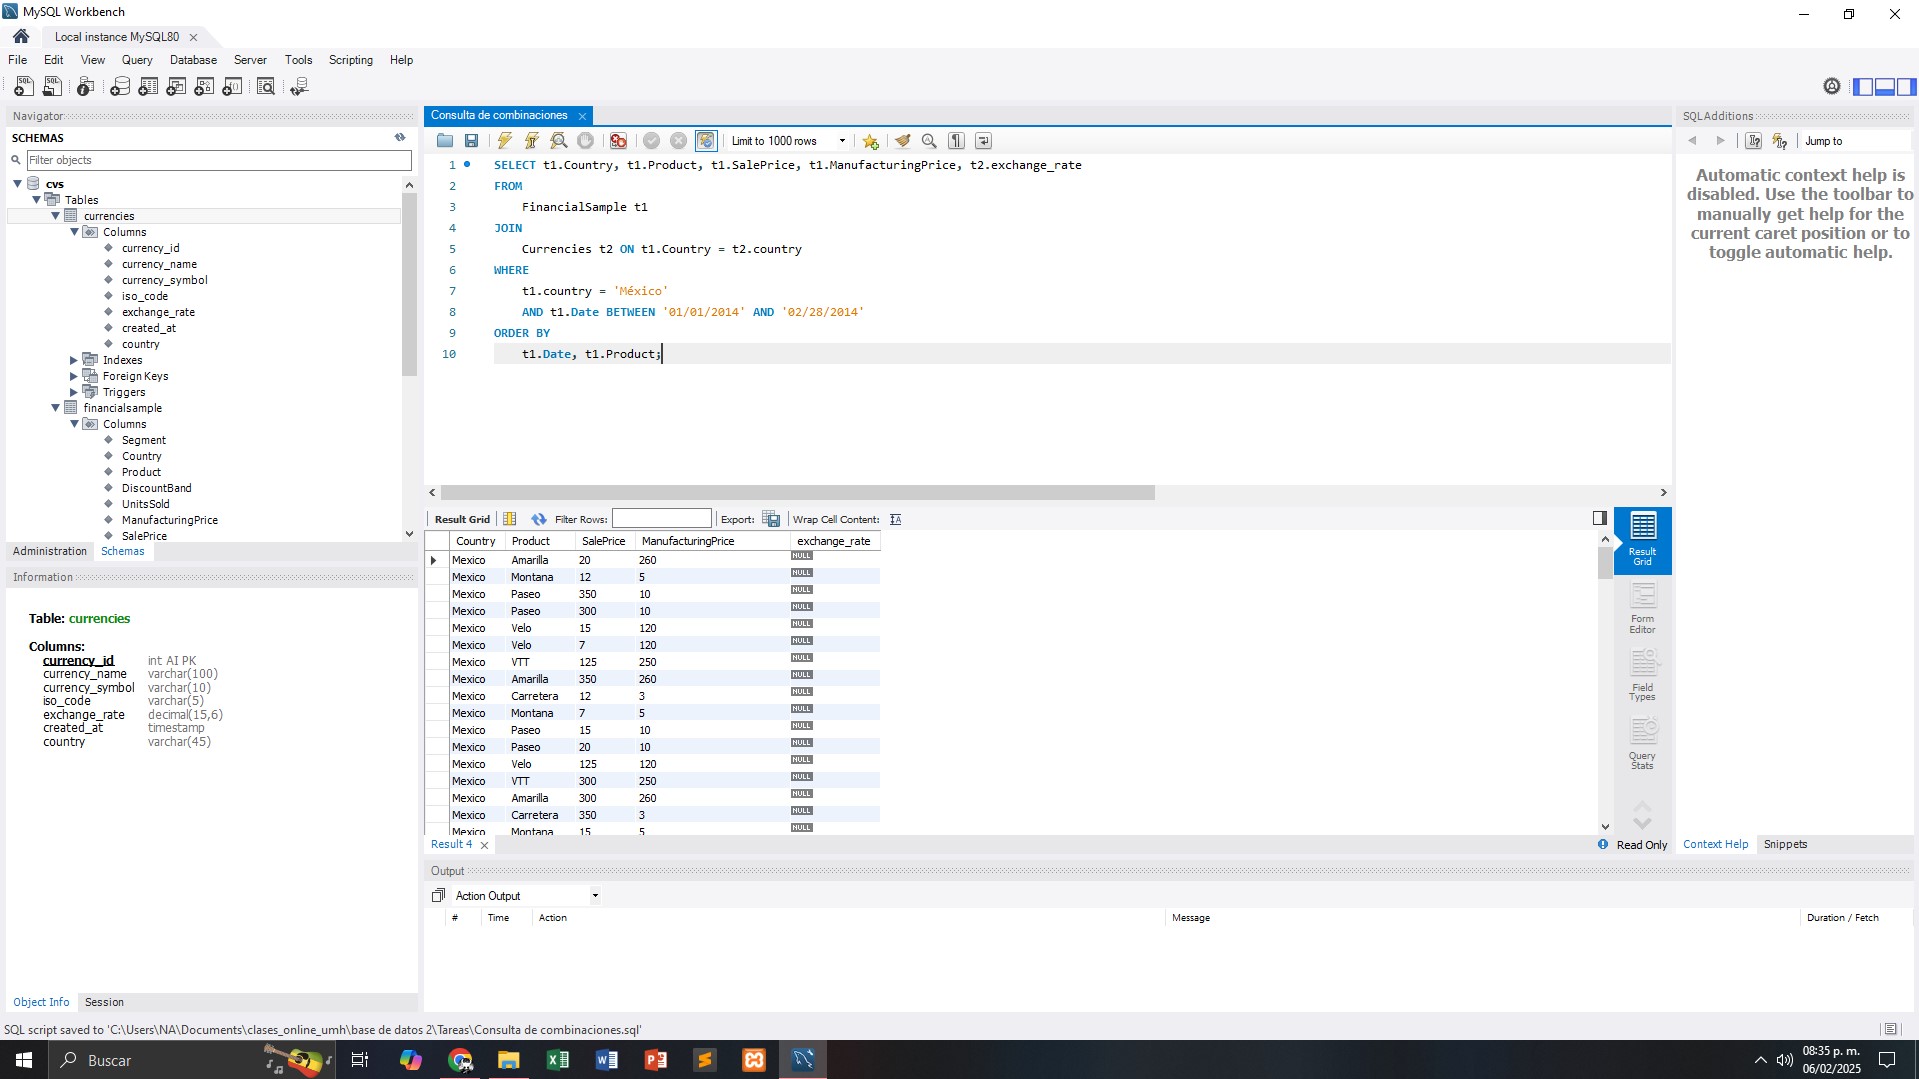 MySQL Workbench
Local instance MySQL80
File Edit View Query Database Server Tools Scripting Help
Navigator
SCHEMAS
Filter objects
cvs
Tables
currencies
Columns
currency_id
currency_name
currency_symbol
iso_code
exchange_rate
created_at
country
Indexes
Foreign Keys
Triggers
financialsample
Columns
Segment
Country
Product
DiscountBand
UnitsSold
ManufacturingPrice
SalePrice
Administration Schemas
Information
Table: currencies
Columns:
currency_id int AI PK
currency_name varchar(100)
currency_symbol varchar(10)
iso_code varchar(5)
exchange_rate decimal(15,6)
created_at timestamp
country varchar(45)
Object Info Session
Consulta de combinaciones
Limit to 1000 rows
1 SELECT t1.Country, t1.Product, t1.SalePrice, t1.ManufacturingPrice, t2.exchange_rate
2 FROM
3 FinancialSample t1
4 JOIN
5 Currencies t2 ON t1.Country = t2.country
6 WHERE
7 t1.country = 'México'
8 AND t1.Date BETWEEN '01/01/2014' AND '02/28/2014'
9 ORDER BY
10 t1.Date, t1.Product;
Result Grid Filter Rows: Export: Wrap Cell Content:
Country Product SalePrice ManufacturingPrice exchange_rate
Mexico Amarilla 20 260 NULL
Mexico Montana 12 5 NULL
Mexico Paseo 350 10 NULL
Mexico Paseo 300 10 NULL
Mexico Velo 15 120 NULL
Mexico Velo 7 120 NULL
Mexico VTT 125 250 NULL
Mexico Amarilla 350 260 NULL
Mexico Carretera 12 3 NULL
Mexico Montana 7 5 NULL
Mexico Paseo 15 10 NULL
Mexico Paseo 20 10 NULL
Mexico Velo 125 120 NULL
Mexico VTT 300 250 NULL
Mexico Amarilla 300 260 NULL
Mexico Carretera 350 3 NULL
Mexico Montana 15 5 NULL
Result Grid
Form Editor
Field Types
Query Stats
Result 4
Read Only
Output
Action Output
# Time Action Message Duration / Fetch
SQLAdditions
Jump to
Automatic context help is
disabled. Use the toolbar to
manually get help for the
current caret position or to
toggle automatic help.
Context Help Snippets
SQL script saved to 'C:\Users\NA\Documents\clases_online_umh\base de datos 2\Tareas\Consulta de combinaciones.sql'
Buscar
08:35 p. m.
06/02/2025